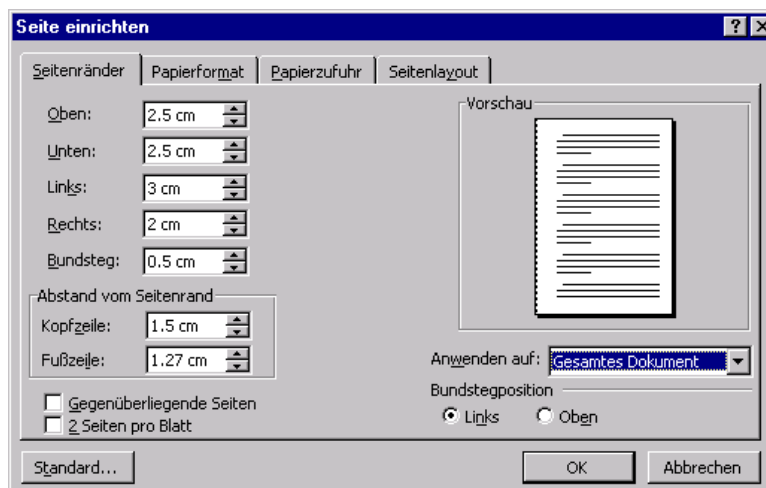 Seite einrichten
Seitenränder Papierformat Papierzufuhr Seitenlayout
Oben: 2.5 cm
Unten: 2.5 cm
Links: 3 cm
Rechts: 2 cm
Bundsteg: 0.5 cm
Abstand vom Seitenrand
Kopfzeile: 1.5 cm
Fußzeile: 1.27 cm
Gegenüberliegende Seiten
2 Seiten pro Blatt
Vorschau
Anwenden auf: Gesamtes Dokument
Bundstegposition
Links Oben
Standard... OK Abbrechen